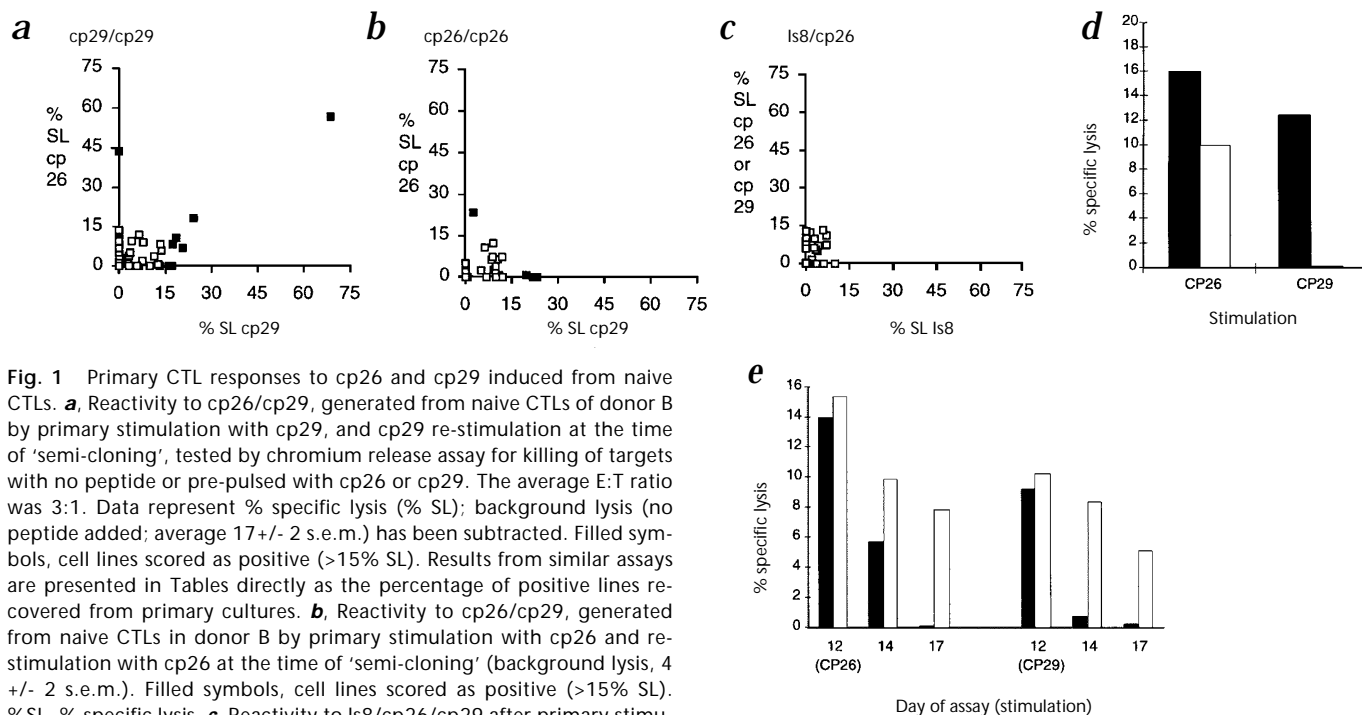 a
cp29/cp29
75
60
45
30
15
0
%
SL
cp
26
0 15 30 45 60 75
% SL cp29
b
cp26/cp26
75
60
45
30
15
0
%
SL
cp
26
0 15 30 45 60 75
% SL cp29
c
ls8/cp26
75
60
45
30
15
0
%
SL
cp
26
or
cp
29
0 15 30 45 60 75
% SL ls8
d
20
18
16
14
12
10
8
6
4
2
0
% specific lysis
CP26 CP29
Stimulation
Fig. 1 Primary CTL responses to cp26 and cp29 induced from naive
CTLs. a, Reactivity to cp26/cp29, generated from naive CTLs of donor B
by primary stimulation with cp29, and cp29 re-stimulation at the time
of 'semi-cloning', tested by chromium release assay for killing of targets
with no peptide or pre-pulsed with cp26 or cp29. The average E:T ratio
was 3:1. Data represent % specific lysis (% SL); background lysis (no
peptide added; average 17+/- 2 s.e.m.) has been subtracted. Filled sym-
bols, cell lines scored as positive (>15% SL). Results from similar assays
are presented in Tables directly as the percentage of positive lines re-
covered from primary cultures. b, Reactivity to cp26/cp29, generated
from naive CTLs in donor B by primary stimulation with cp26 and re-
stimulation with cp26 at the time of 'semi-cloning' (background lysis, 4
+/- 2 s.e.m.). Filled symbols, cell lines scored as positive (>15% SL).
%SL, % specific lysis. c, Reactivity to ls8/cp26/cp29 after primary stimu-
e
16
14
12
10
8
6
4
2
0
% specific lysis
12 14 17 12 14 17
(CP26) (CP29)
Day of assay (stimulation)